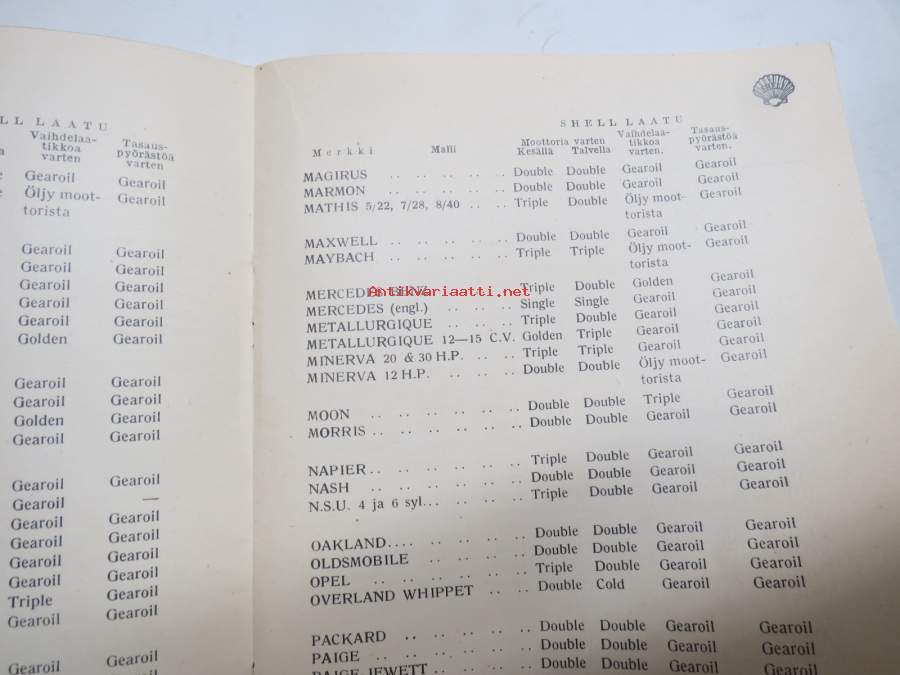 LL LAATU
Vaihdelaa- Tasaus-
tikkoa pyörästöä
varten varten
Gearoil Gearoil
Öljy moot- Gearoil
torista
Gearoil Gearoil
Gearoil Gearoil
Gearoil Gearoil
Gearoil Gearoil
Gearoil Gearoil
Golden Gearoil
Gearoil Gearoil
Gearoil Gearoil
Golden Gearoil
Gearoil Gearoil
Gearoil Gearoil
Gearoil —
Gearoil Gearoil
Gearoil Gearoil
Gearoil Gearoil
Gearoil Gearoil
Triple Gearoil
Gearoil Gearoil
Gearoil Gearoil
SHELL LAATU
Moottoria varten Vaihdelaa- Tasaus-
Merkki Malli Kesällä Talvella tikkoa pyörästöä
varten. varten.
MAGIRUS .. .. .. .. .. Double Double Gearoil Gearoil
MARMON .. .. .. .. .. Double Double Gearoil Gearoil
MATHIS 5/22, 7/28, 8/40 .. .. Triple Double Öljy moot- Gearoil
torista
MAXWELL .. .. .. .. .. Double Double Gearoil Gearoil
MAYBACH .. .. .. .. .. Triple Triple Öljy moot- Gearoil
torista
MERCEDES BENZ Triple Double Golden Gearoil
MERCEDES (engl.) .. .. .. Single Single Gearoil Gearoil
METALLURGIQUE .. .. .. Triple Double Gearoil Gearoil
METALLURGIQUE 12—15 C.V. Golden Triple Gearoil Gearoil
MINERVA 20 & 30 H.P. .. .. Triple Triple Gearoil Gearoil
MINERVA 12 H.P. .. .. .. Double Double Öljy moot- Gearoil
torista
MOON .. .. .. .. .. .. Double Double Triple Gearoil
MORRIS .. .. .. .. .. .. Double Double Gearoil Gearoil
NAPIER .. .. .. .. .. .. Triple Double Gearoil Gearoil
NASH .. .. .. .. .. .. Double Double Gearoil Gearoil
N.S.U. 4 ja 6 syl... .. .. .. Triple Double Gearoil Gearoil
OAKLAND.... .. .. .. .. Double Double Gearoil Gearoil
OLDSMOBILE .. .. .. .. Double Double Gearoil Gearoil
OPEL .. .. .. .. .. .. Triple Double Gearoil Gearoil
OVERLAND WHIPPET .. .. Double Cold Gearoil Gearoil
PACKARD .. .. .. .. .. Double Double Gearoil Gearoil
PAIGE .. .. .. .. .. .. Double Double Gearoil Gearoil
PAIGE JEWETT .. .. .. .. Double Double Gearoil Gearoil
Antikvariaatti.net